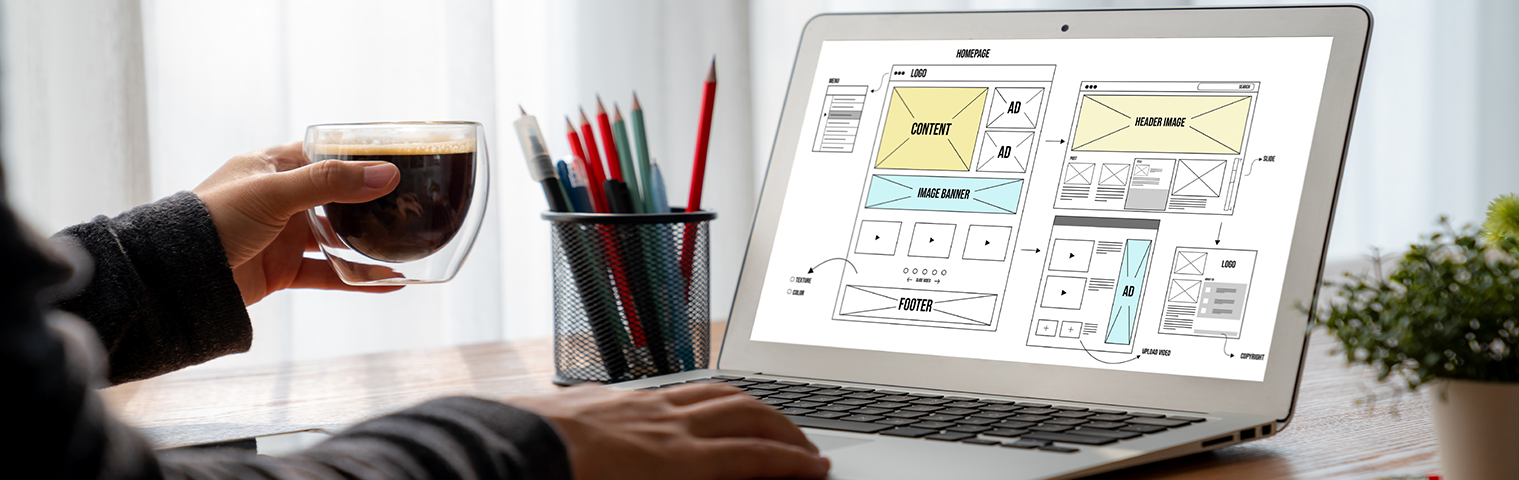 HOMEPAGE
MENU
LOGO
CONTENT
AD
AD
IMAGE BANNER
SLIDE VIDEO
TEXTURE
COLOR
FOOTER
SEARCH
HEADER IMAGE
POST
SLIDE
AD
UPLOAD VIDEO
LOGO
COPYRIGHT